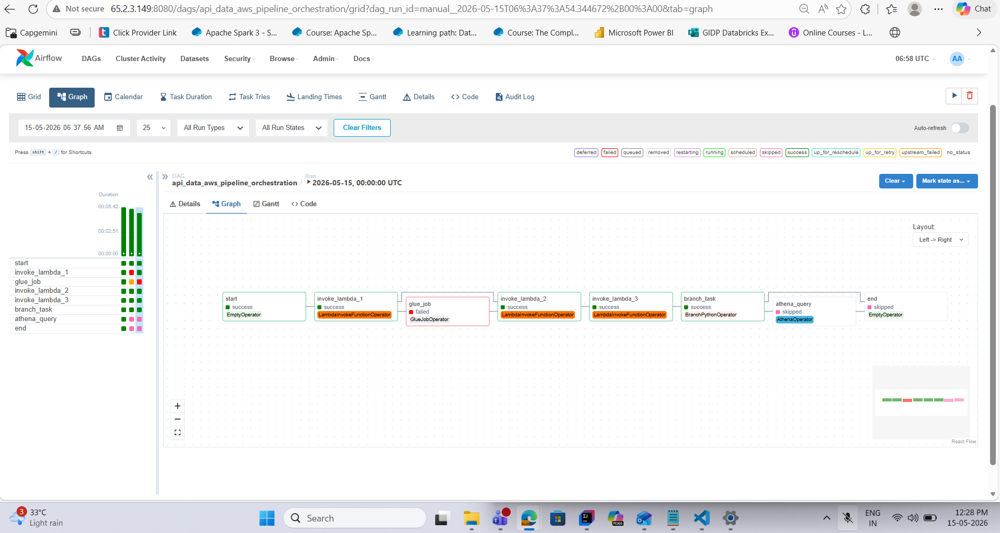 Not secure 65.2.3.149:8080/dags/api_data_aws_pipeline_orchestration/grid?dag_run_id=manual__2026-05-15T06%3A37%3A54.344672%2B00%3A00&tab=graph
Chat
Capgemini
Click Provider Link
Apache Spark 3 - S...
Course: Apache Sp...
Learning path: Dat...
Course: The Compl...
Microsoft Power BI
GIDP Databricks Ex...
Online Courses - L...
Airflow
DAGs
Cluster Activity
Datasets
Security
Browse
Admin
Docs
06:58 UTC
AA
Grid
Graph
Calendar
Task Duration
Task Tries
Landing Times
Gantt
Details
<> Code
Audit Log
15-05-2026 06.37.56 AM
25
All Run Types
All Run States
Clear Filters
Auto-refresh
Press shift + / for Shortcuts
deferred
failed
queued
removed
restarting
running
scheduled
skipped
success
up_for_reschedule
up_for_retry
upstream_failed
no_status
DAG
api_data_aws_pipeline_orchestration /
Run
2026-05-15, 00:00:00 UTC
Clear
Mark state as...
Details
Graph
Gantt
<> Code
Duration
00:05:42
00:02:51
00:00:00
start
invoke_lambda_1
glue_job
invoke_lambda_2
invoke_lambda_3
branch_task
athena_query
end
Layout:
Left -> Right
start
success
EmptyOperator
invoke_lambda_1
success
LambdaInvokeFunctionOperator
glue_job
failed
GlueJobOperator
invoke_lambda_2
success
LambdaInvokeFunctionOperator
invoke_lambda_3
success
LambdaInvokeFunctionOperator
branch_task
success
BranchPythonOperator
athena_query
skipped
AthenaOperator
end
skipped
EmptyOperator
React Flow
3
33°C
Light rain
Search
M365
ENG
IN
12:28 PM
15-05-2026